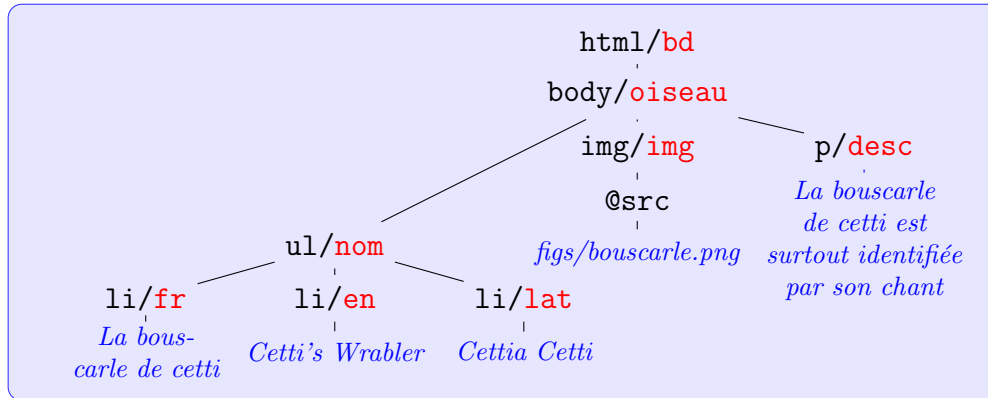 html/bd
body/oiseau
img/img
p/desc
@src
La bouscarle
de cetti est
surtout identifiée
par son chant
figs/bouscarle.png
ul/nom
li/fr
li/en
li/lat
La bous-
carle de cetti
Cetti's Wrabler
Cettia Cetti